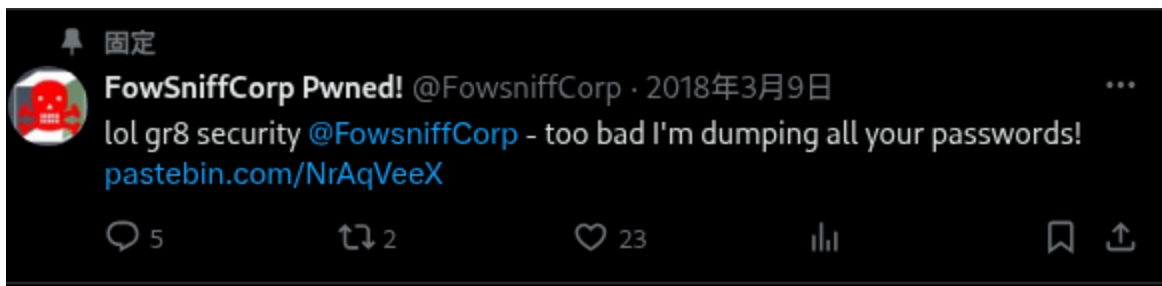 固定
FowSniffCorp Pwned! @FowsniffCorp · 2018年3月9日
lol gr8 security @FowsniffCorp - too bad I'm dumping all your passwords!
pastebin.com/NrAqVeeX
5 2 23